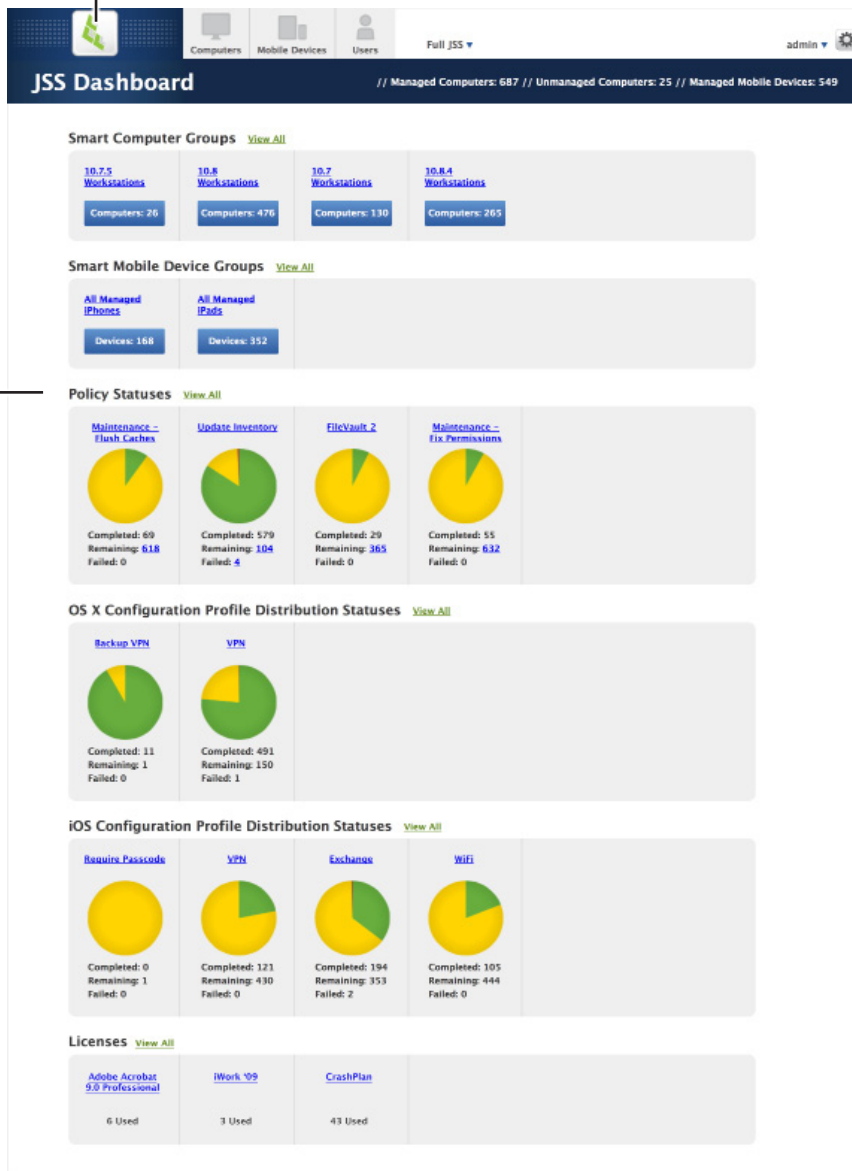 Computers Mobile Devices Users Full JSS admin
JSS Dashboard // Managed Computers: 687 // Unmanaged Computers: 25 // Managed Mobile Devices: 549
Smart Computer Groups View All
10.7.5 Workstations
Computers: 26
10.8 Workstations
Computers: 476
10.7 Workstations
Computers: 130
10.8.4 Workstations
Computers: 265
Smart Mobile Device Groups View All
All Managed iPhones
Devices: 168
All Managed iPads
Devices: 352
Policy Statuses View All
Maintenance – Flush Caches
Completed: 69
Remaining: 618
Failed: 0
Update Inventory
Completed: 579
Remaining: 104
Failed: 4
FileVault 2
Completed: 29
Remaining: 365
Failed: 0
Maintenance – Fix Permissions
Completed: 55
Remaining: 632
Failed: 0
OS X Configuration Profile Distribution Statuses View All
Backup VPN
Completed: 11
Remaining: 1
Failed: 0
VPN
Completed: 491
Remaining: 150
Failed: 1
iOS Configuration Profile Distribution Statuses View All
Require Passcode
Completed: 0
Remaining: 1
Failed: 0
VPN
Completed: 121
Remaining: 430
Failed: 0
Exchange
Completed: 194
Remaining: 353
Failed: 2
WiFi
Completed: 105
Remaining: 444
Failed: 0
Licenses View All
Adobe Acrobat 9.0 Professional
6 Used
iWork '09
3 Used
CrashPlan
43 Used